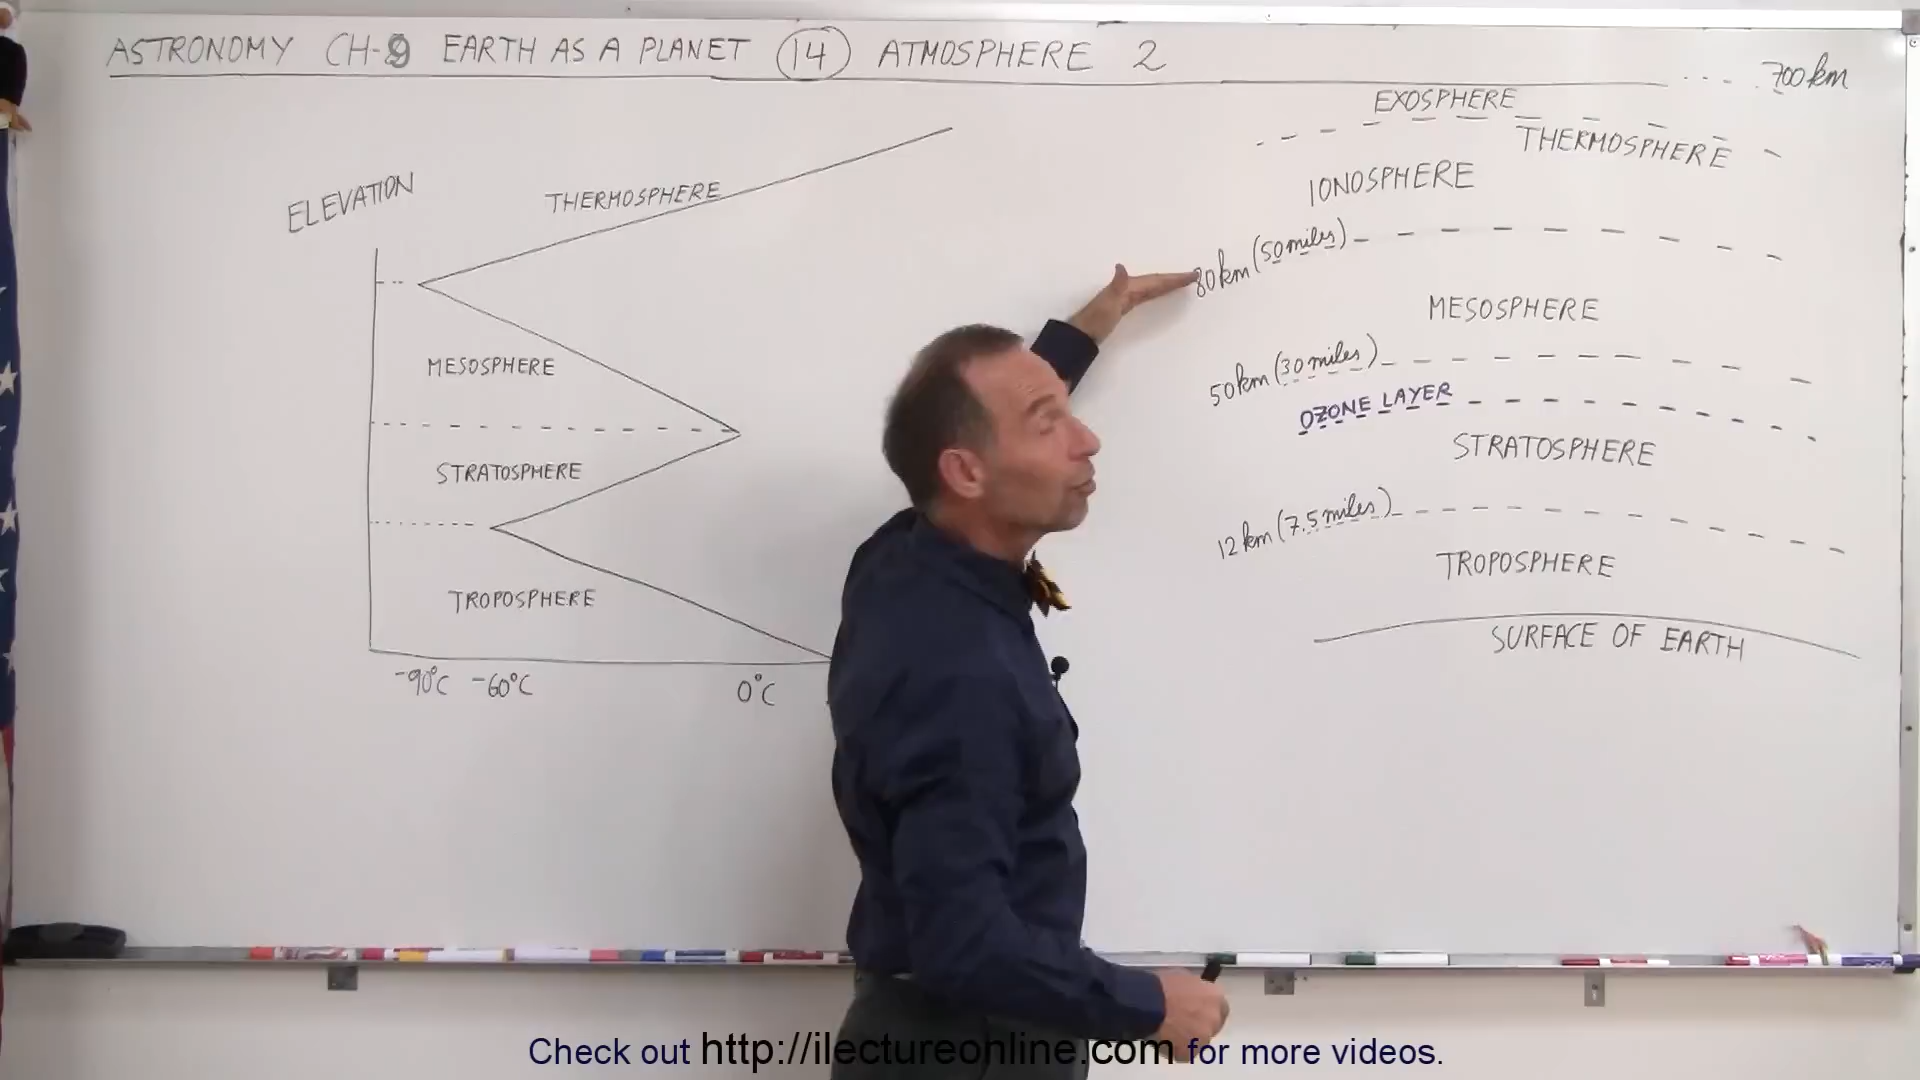 ASTRONOMY CH-9 EARTH AS A PLANET 14 ATMOSPHERE 2
ELEVATION
THERMOSPHERE
MESOSPHERE
STRATOSPHERE
TROPOSPHERE
-90°C -60°C 0°C
700 km
EXOSPHERE
THERMOSPHERE
IONOSPHERE
80 km (50 miles)
MESOSPHERE
50 km (30 miles)
OZONE LAYER
STRATOSPHERE
12 km (7.5 miles)
TROPOSPHERE
SURFACE OF EARTH
Check out http://ilectureonline.com for more videos.